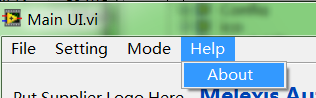 Main UI.vi
File Setting Mode Help
About
Put Supplier Logo Here Melexis Au